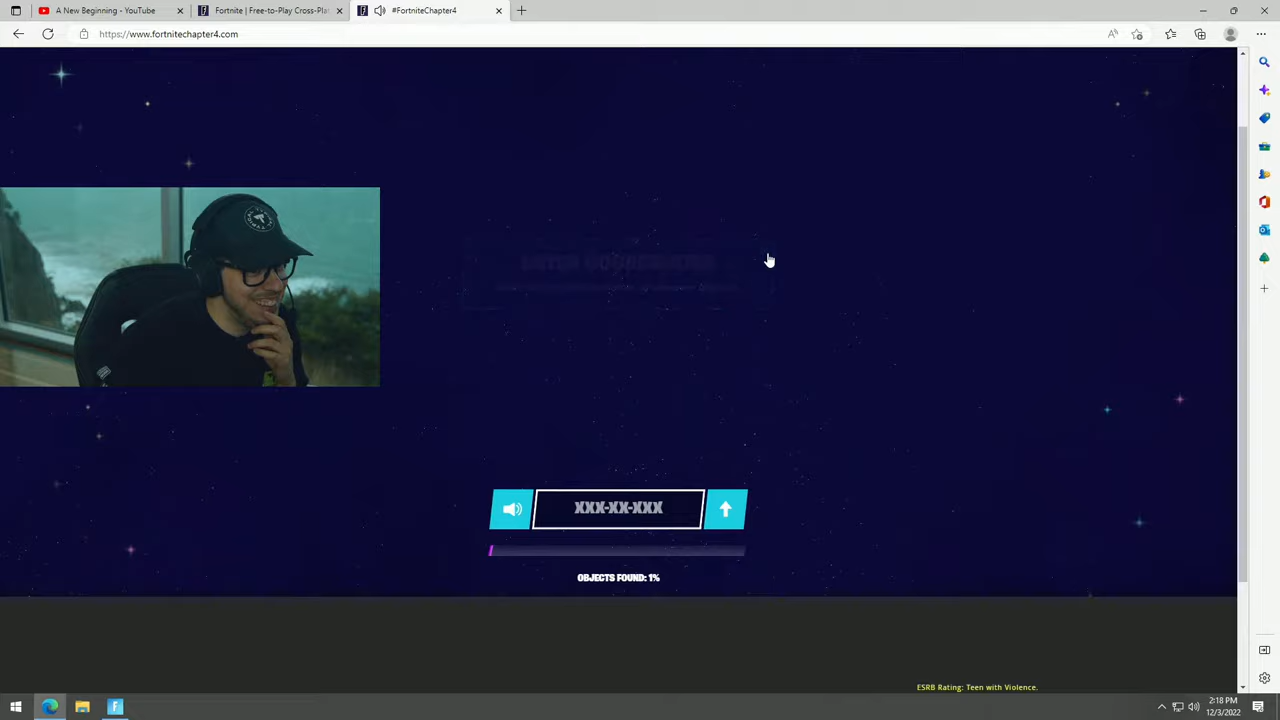 A New Beginning - YouTube
Fortnite | Free-to-Play Cross-Plat
#FortniteChapter4
https://www.fortnitechapter4.com
XXX-XX-XXX
OBJECTS FOUND: 1%
ESRB Rating: Teen with Violence.
2:18 PM
12/3/2022